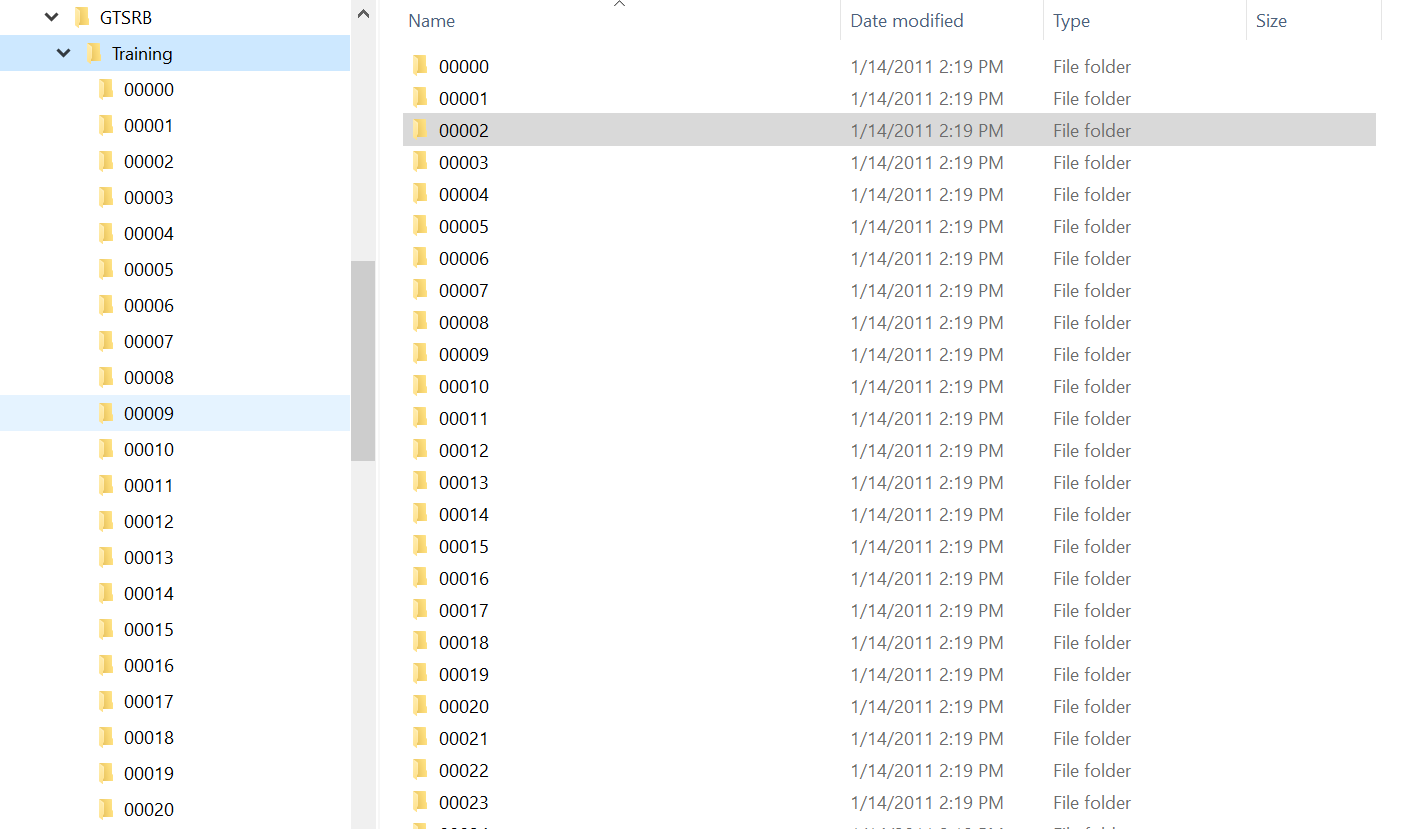 GTSRB
Training
00000
00001
00002
00003
00004
00005
00006
00007
00008
00009
00010
00011
00012
00013
00014
00015
00016
00017
00018
00019
00020
Name Date modified Type Size
00000 1/14/2011 2:19 PM File folder
00001 1/14/2011 2:19 PM File folder
00002 1/14/2011 2:19 PM File folder
00003 1/14/2011 2:19 PM File folder
00004 1/14/2011 2:19 PM File folder
00005 1/14/2011 2:19 PM File folder
00006 1/14/2011 2:19 PM File folder
00007 1/14/2011 2:19 PM File folder
00008 1/14/2011 2:19 PM File folder
00009 1/14/2011 2:19 PM File folder
00010 1/14/2011 2:19 PM File folder
00011 1/14/2011 2:19 PM File folder
00012 1/14/2011 2:19 PM File folder
00013 1/14/2011 2:19 PM File folder
00014 1/14/2011 2:19 PM File folder
00015 1/14/2011 2:19 PM File folder
00016 1/14/2011 2:19 PM File folder
00017 1/14/2011 2:19 PM File folder
00018 1/14/2011 2:19 PM File folder
00019 1/14/2011 2:19 PM File folder
00020 1/14/2011 2:19 PM File folder
00021 1/14/2011 2:19 PM File folder
00022 1/14/2011 2:19 PM File folder
00023 1/14/2011 2:19 PM File folder